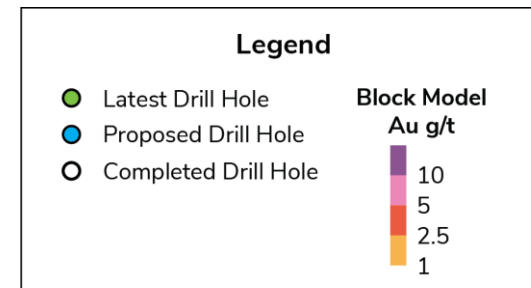 Legend
Latest Drill Hole
Proposed Drill Hole
Completed Drill Hole
Block Model
Au g/t
10
5
2.5
1